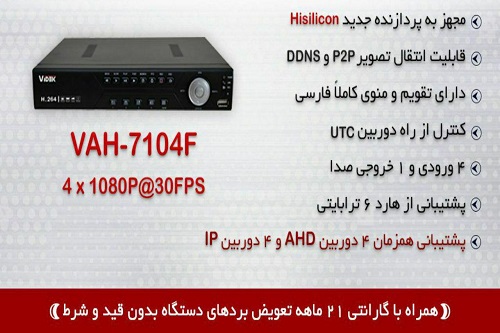 مجهز به پردازنده جدید Hisilicon
قابلیت انتقال تصویر P2P و DDNS
دارای تقویم و منوی کاملاً فارسی
کنترل از راه دوربین UTC
۴ ورودی و ۱ خروجی صدا
پشتیبانی از هارد ۶ ترابایتی
پشتیبانی همزمان ۴ دوربین AHD و ۴ دوربین IP
H.264
VAH-7104F
4 x 1080P@30FPS
《همراه با گارانتی ۲۱ ماهه تعویض بردهای دستگاه بدون قید و شرط》